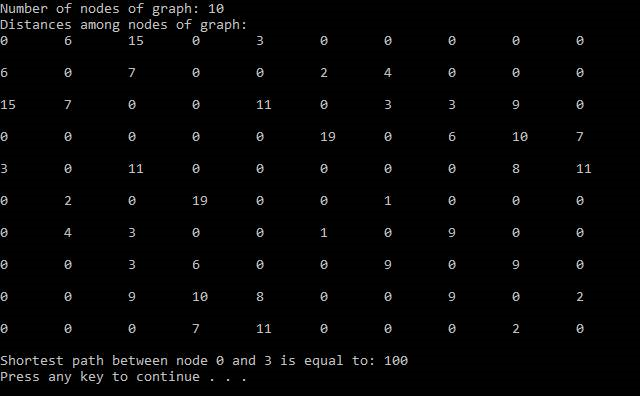 Number of nodes of graph: 10
Distances among nodes of graph:
0 6 15 0 3 0 0 0 0 0
6 0 7 0 0 2 4 0 0 0
15 7 0 0 11 0 3 3 9 0
0 0 0 0 0 19 0 6 10 7
3 0 11 0 0 0 0 0 8 11
0 2 0 19 0 0 1 0 0 0
0 4 3 0 0 1 0 9 0 0
0 0 3 6 0 0 9 0 9 0
0 0 9 10 8 0 0 9 0 2
0 0 0 7 11 0 0 0 2 0
Shortest path between node 0 and 3 is equal to: 100
Press any key to continue . . .